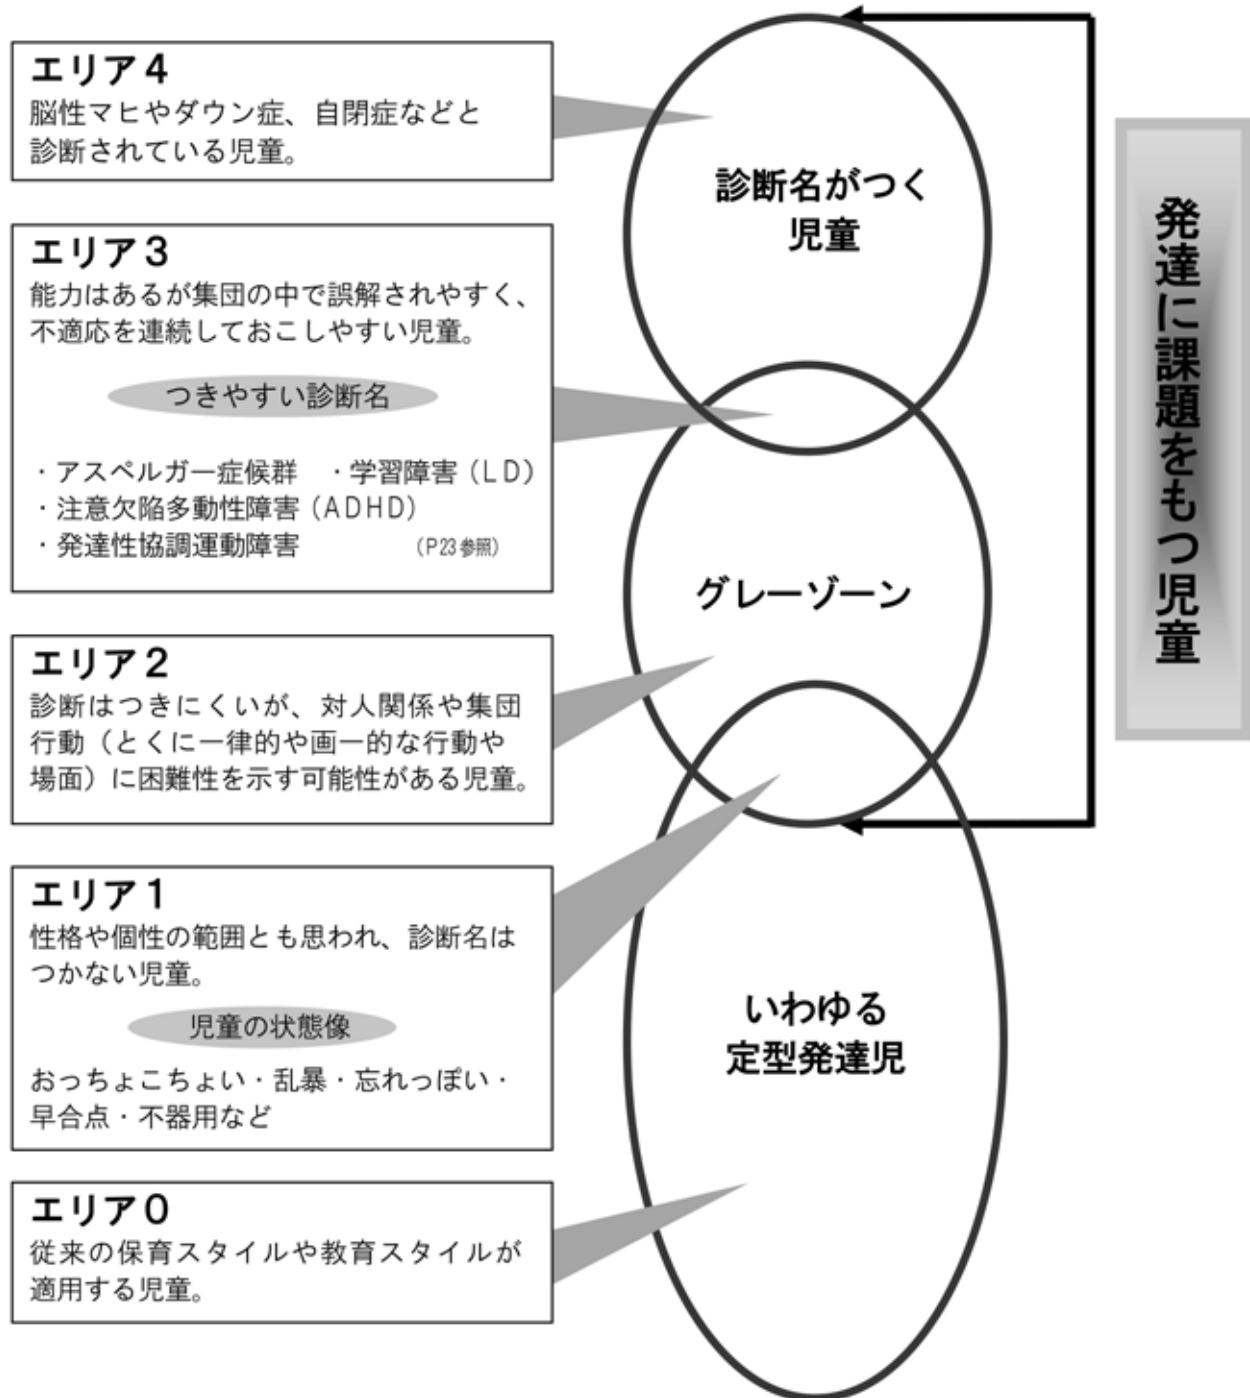 エリア４
脳性マヒやダウン症、自閉症などと
診断されている児童。
エリア３
能力はあるが集団の中で誤解されやすく、
不適応を連続しておこしやすい児童。
つきやすい診断名
・アスペルガー症候群　・学習障害（ＬＤ）
・注意欠陥多動性障害（ＡＤＨＤ）
・発達性協調運動障害　（P23参照）
エリア２
診断はつきにくいが、対人関係や集団
行動（とくに一律的や画一的な行動や
場面）に困難性を示す可能性がある児童。
エリア１
性格や個性の範囲とも思われ、診断名は
つかない児童。
児童の状態像
おっちょこちょい・乱暴・忘れっぽい・
早合点・不器用など
エリア０
従来の保育スタイルや教育スタイルが
適用する児童。
診断名がつく
児童
グレーゾーン
いわゆる
定型発達児
発達に課題をもつ児童